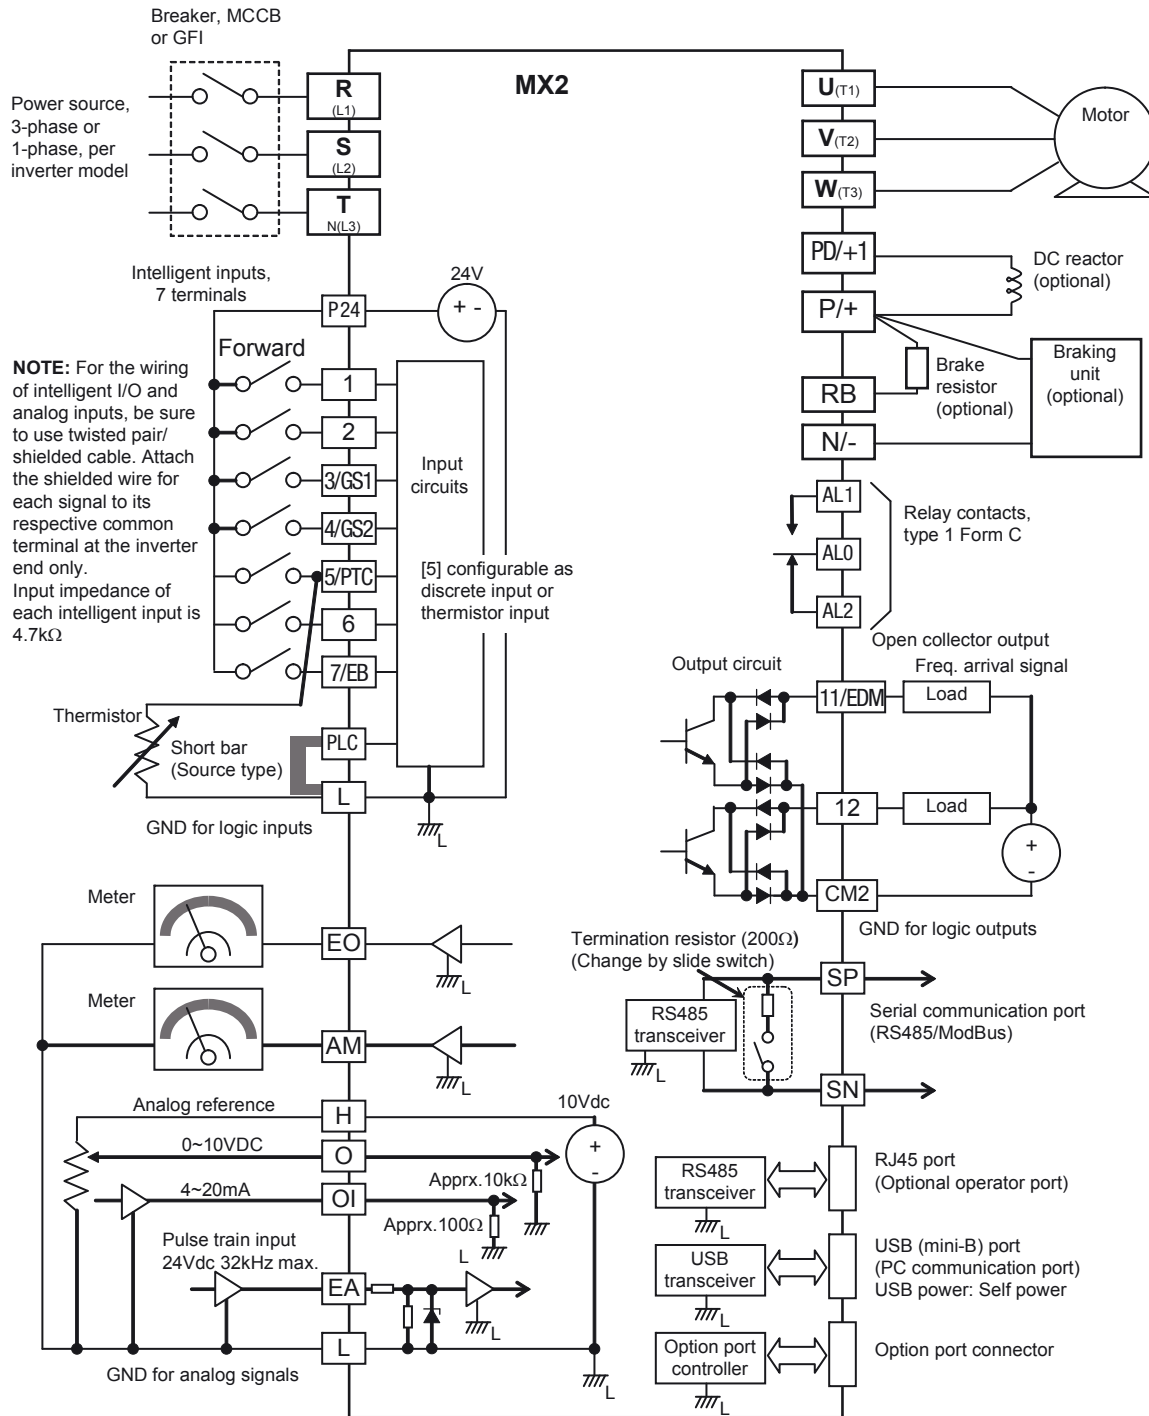 Breaker, MCCB
or GFI
MX2
R
(L1)
Power source,
3-phase or
1-phase, per
inverter model
S
(L2)
T
N(L3)
U(T1)
V(T2)
W(T3)
Motor
PD/+1
DC reactor
(optional)
P/+
Brake
resistor
(optional)
Braking
unit
(optional)
RB
N/-
Intelligent inputs,
7 terminals
24V
P24
+ -
Forward
NOTE: For the wiring
of intelligent I/O and
analog inputs, be sure
to use twisted pair/
shielded cable. Attach
the shielded wire for
each signal to its
respective common
terminal at the inverter
end only.
Input impedance of
each intelligent input is
4.7kΩ
1
2
3/GS1
4/GS2
5/PTC
6
7/EB
Input
circuits
[5] configurable as
discrete input or
thermistor input
AL1
AL0
AL2
Relay contacts,
type 1 Form C
Thermistor
Short bar
(Source type)
PLC
L
L
GND for logic inputs
Open collector output
Output circuit
Freq. arrival signal
11/EDM
Load
12
Load
+
-
CM2
GND for logic outputs
Meter
EO
L
Meter
AM
L
Termination resistor (200Ω)
(Change by slide switch)
SP
RS485
transceiver
L
Serial communication port
(RS485/ModBus)
SN
Analog reference
H
10Vdc
+
-
0~10VDC
O
Apprx.10kΩ
4~20mA
OI
Apprx.100Ω
Pulse train input
24Vdc 32kHz max.
L
EA
L
L
L
GND for analog signals
RS485
transceiver
L
RJ45 port
(Optional operator port)
USB
transceiver
L
USB (mini-B) port
(PC communication port)
USB power: Self power
Option port
controller
L
Option port connector